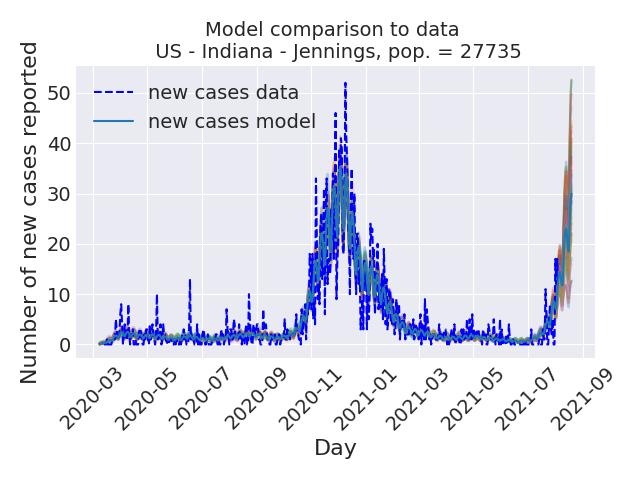 Model comparison to data
US - Indiana - Jennings, pop. = 27735
Number of new cases reported
50
40
30
20
10
0
new cases data
new cases model
2020-03
2020-05
2020-07
2020-09
2020-11
2021-01
2021-03
2021-05
2021-07
2021-09
Day